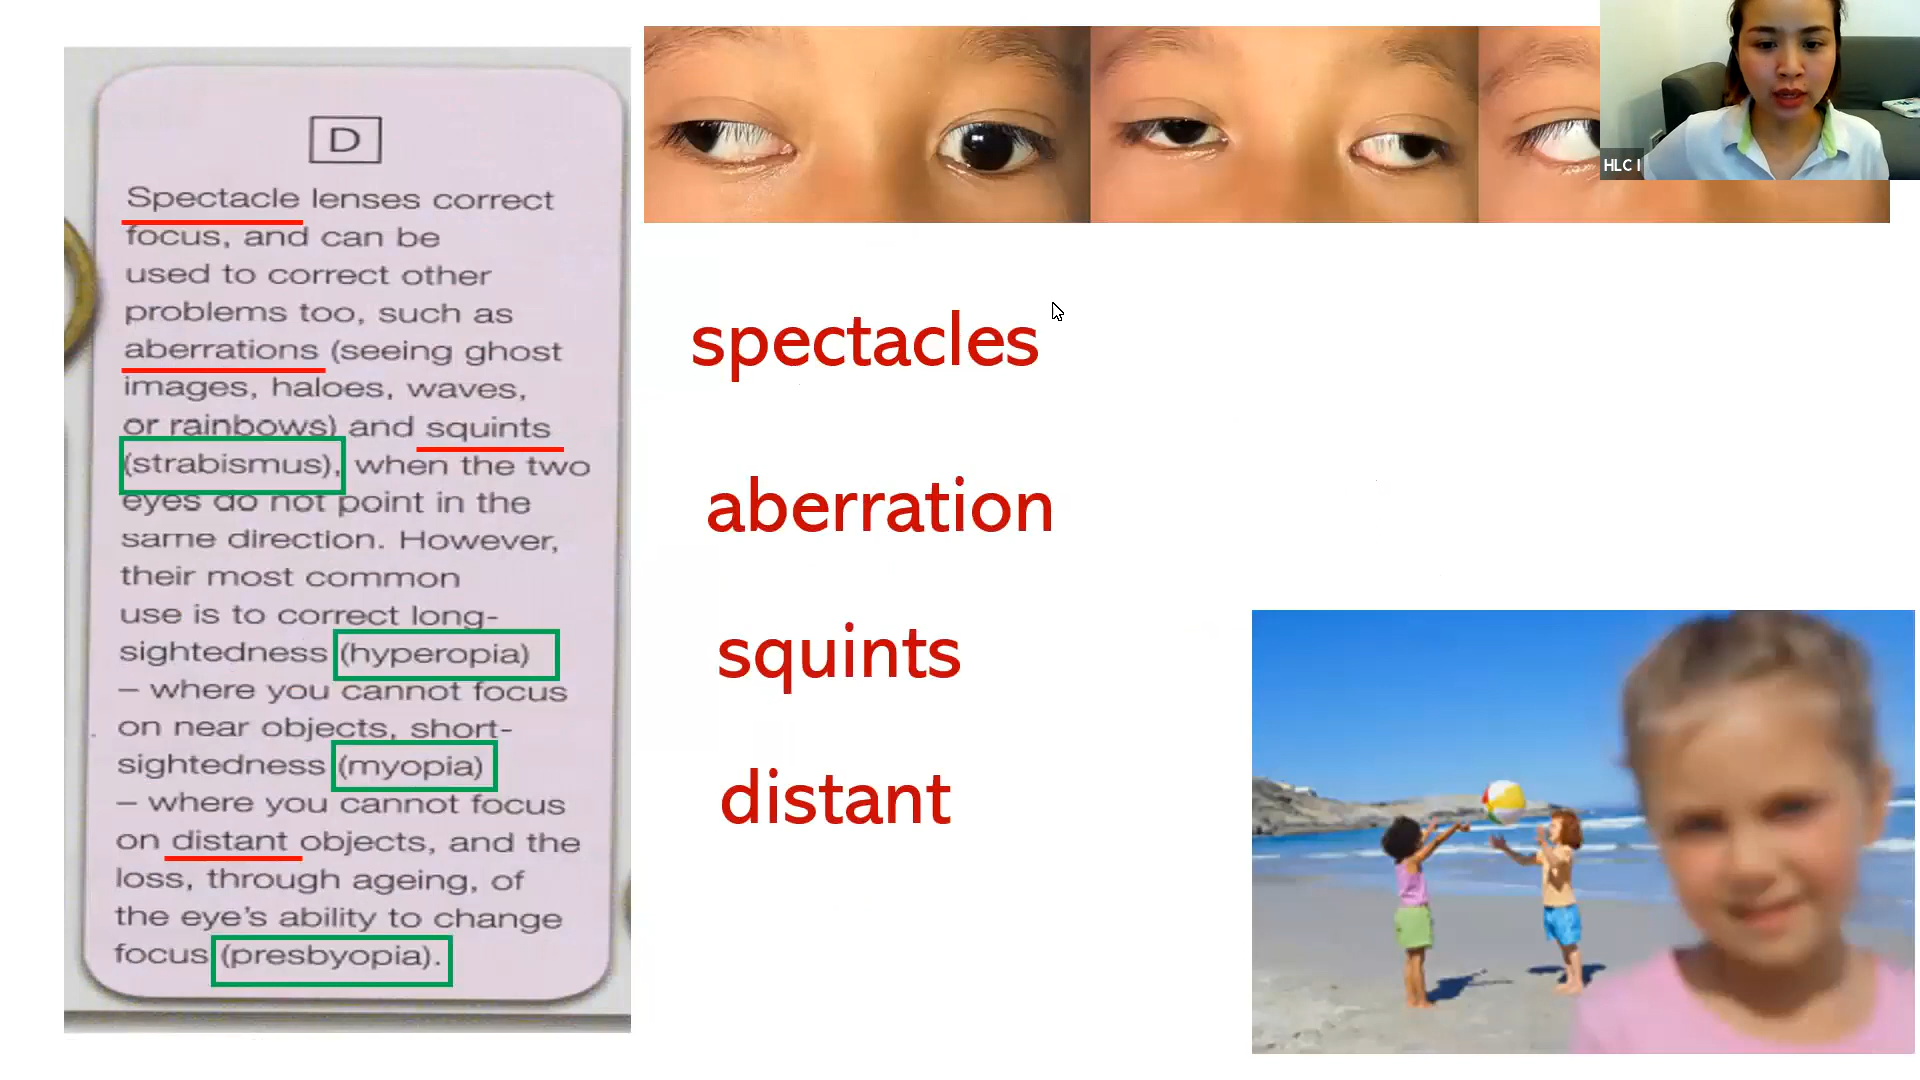 D
Spectacle lenses correct
focus, and can be
used to correct other
problems too, such as
aberrations (seeing ghost
images, haloes, waves,
or rainbows) and squints
(strabismus), when the two
eyes do not point in the
same direction. However,
their most common
use is to correct long-
sightedness (hyperopia)
– where you cannot focus
on near objects, short-
sightedness (myopia)
– where you cannot focus
on distant objects, and the
loss, through ageing, of
the eye's ability to change
focus (presbyopia).
spectacles
aberration
squints
distant
HLC I